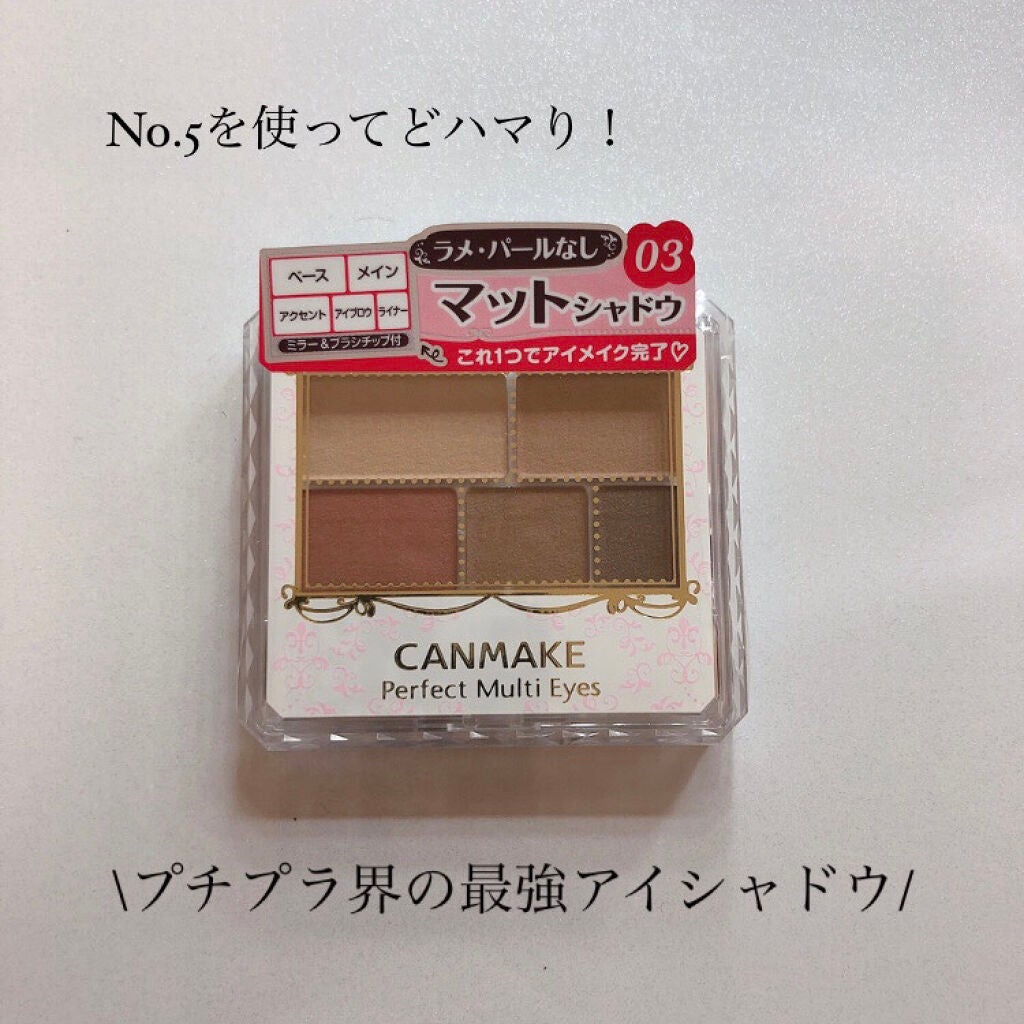 No.5を使ってどハマり！
ラメ・パールなし
03
ベース
メイン
マットシャドウ
アクセント
アイブロウ
ライナー
ミラー&ブラシチップ付
これ1つでアイメイク完了♡
CANMAKE
Perfect Multi Eyes
\プチプラ界の最強アイシャドウ/